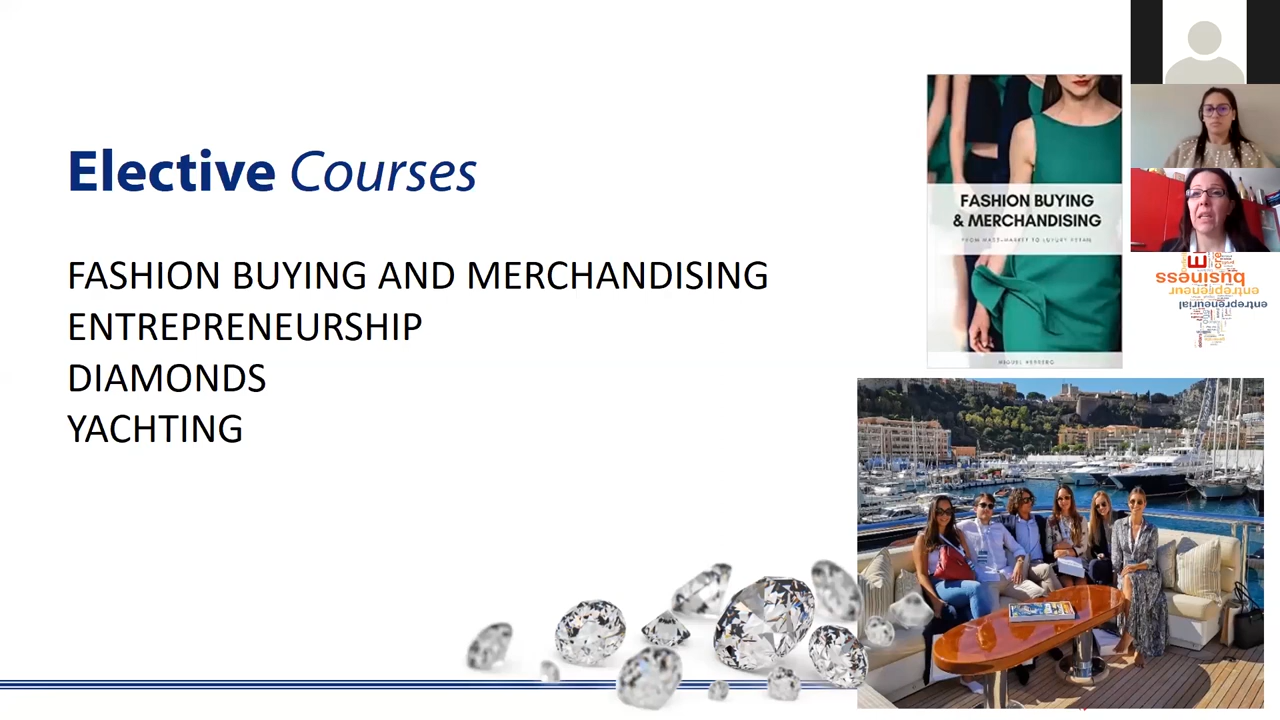 Elective Courses
FASHION BUYING AND MERCHANDISING
ENTREPRENEURSHIP
DIAMONDS
YACHTING
FASHION BUYING
& MERCHANDISING
FROM MASS-MARKET TO LUXURY RETAIL
business
entrepreneur
entrepreneurial